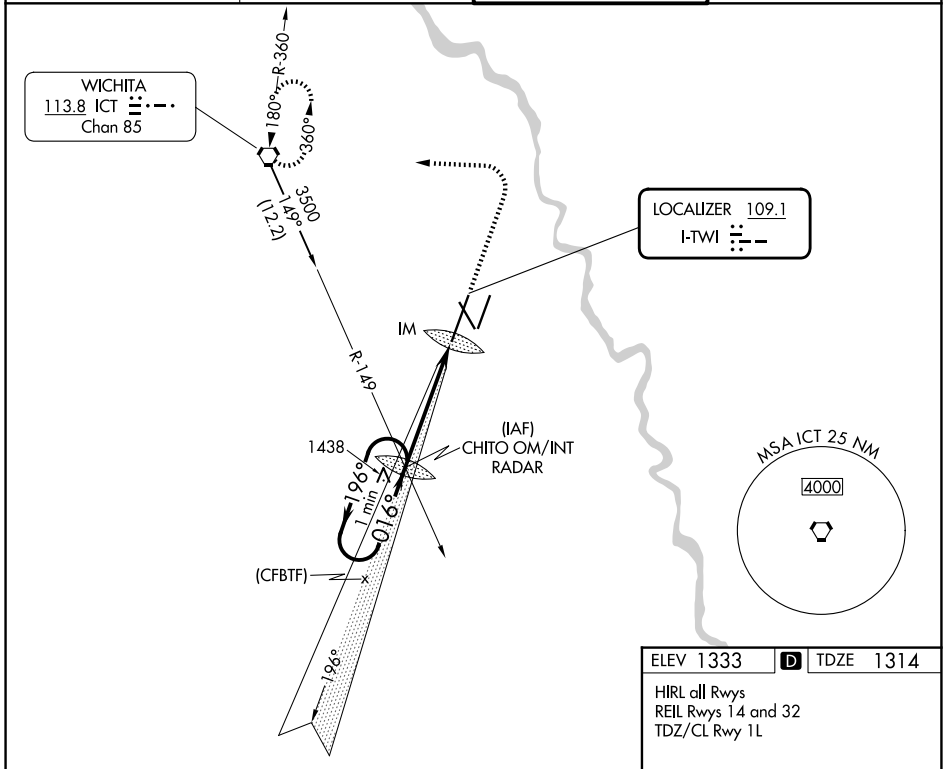 WICHITA
113.8 ICT
Chan 85
R-360
180°
360°
3500
149°
(12.2)
R-149
LOCALIZER 109.1
I-TWI
IM
(IAF)
CHITO OM/INT
RADAR
1438
196°
1 min
016°
(CFBTF)
x
196°
MSA ICT 25 NM
4000
ELEV 1333 D TDZE 1314
HIRL all Rwys
REIL Rwys 14 and 32
TDZ/CL Rwy 1L